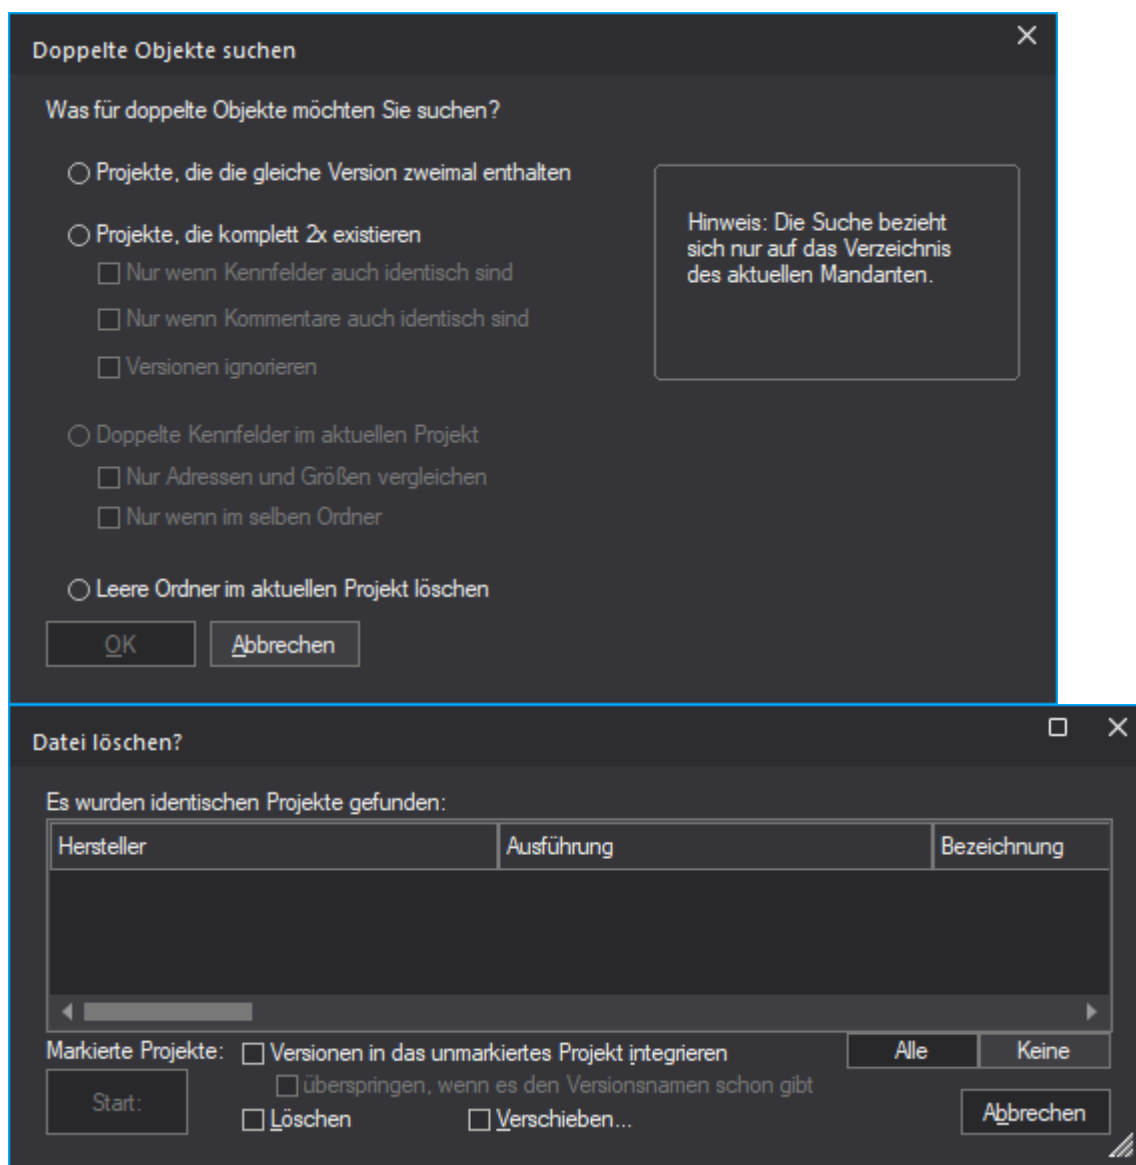 Doppelte Objekte suchen
Was für doppelte Objekte möchten Sie suchen?
Projekte, die die gleiche Version zweimal enthalten
Projekte, die komplett 2x existieren
Nur wenn Kennfelder auch identisch sind
Nur wenn Kommentare auch identisch sind
Versionen ignorieren
Hinweis: Die Suche bezieht
sich nur auf das Verzeichnis
des aktuellen Mandanten.
Doppelte Kennfelder im aktuellen Projekt
Nur Adressen und Größen vergleichen
Nur wenn im selben Ordner
Leere Ordner im aktuellen Projekt löschen
OK Abbrechen
Datei löschen?
Es wurden identischen Projekte gefunden:
Hersteller Ausführung Bezeichnung
Markierte Projekte: Versionen in das unmarkiertes Projekt integrieren Alle Keine
überspringen, wenn es den Versionsnamen schon gibt
Start: Löschen Verschieben... Abbrechen